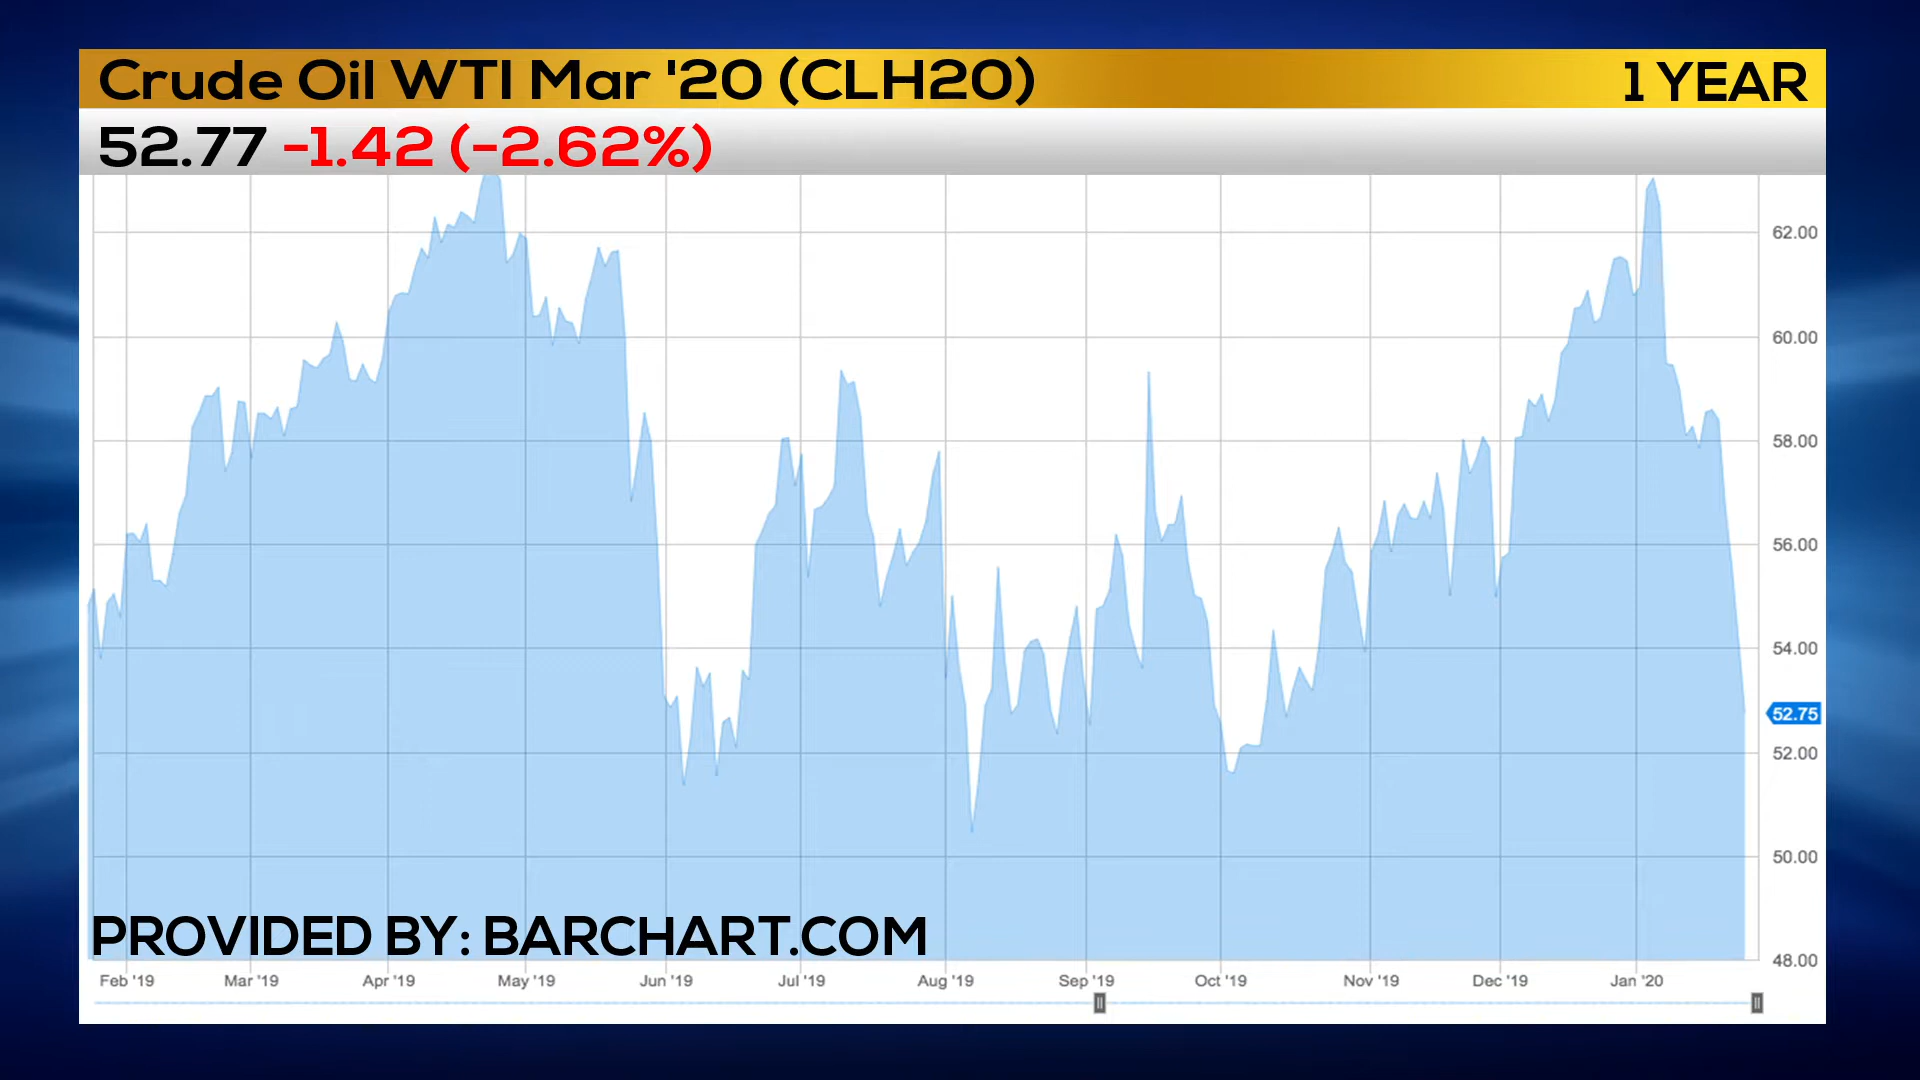 Crude Oil WTI Mar '20 (CLH20) 1 YEAR
52.77 -1.42 (-2.62%)
62.00
60.00
58.00
56.00
54.00
52.75
52.00
50.00
PROVIDED BY: BARCHART.COM
48.00
Feb '19 Mar '19 Apr '19 May '19 Jun '19 Jul '19 Aug '19 Sep '19 Oct '19 Nov '19 Dec '19 Jan '20